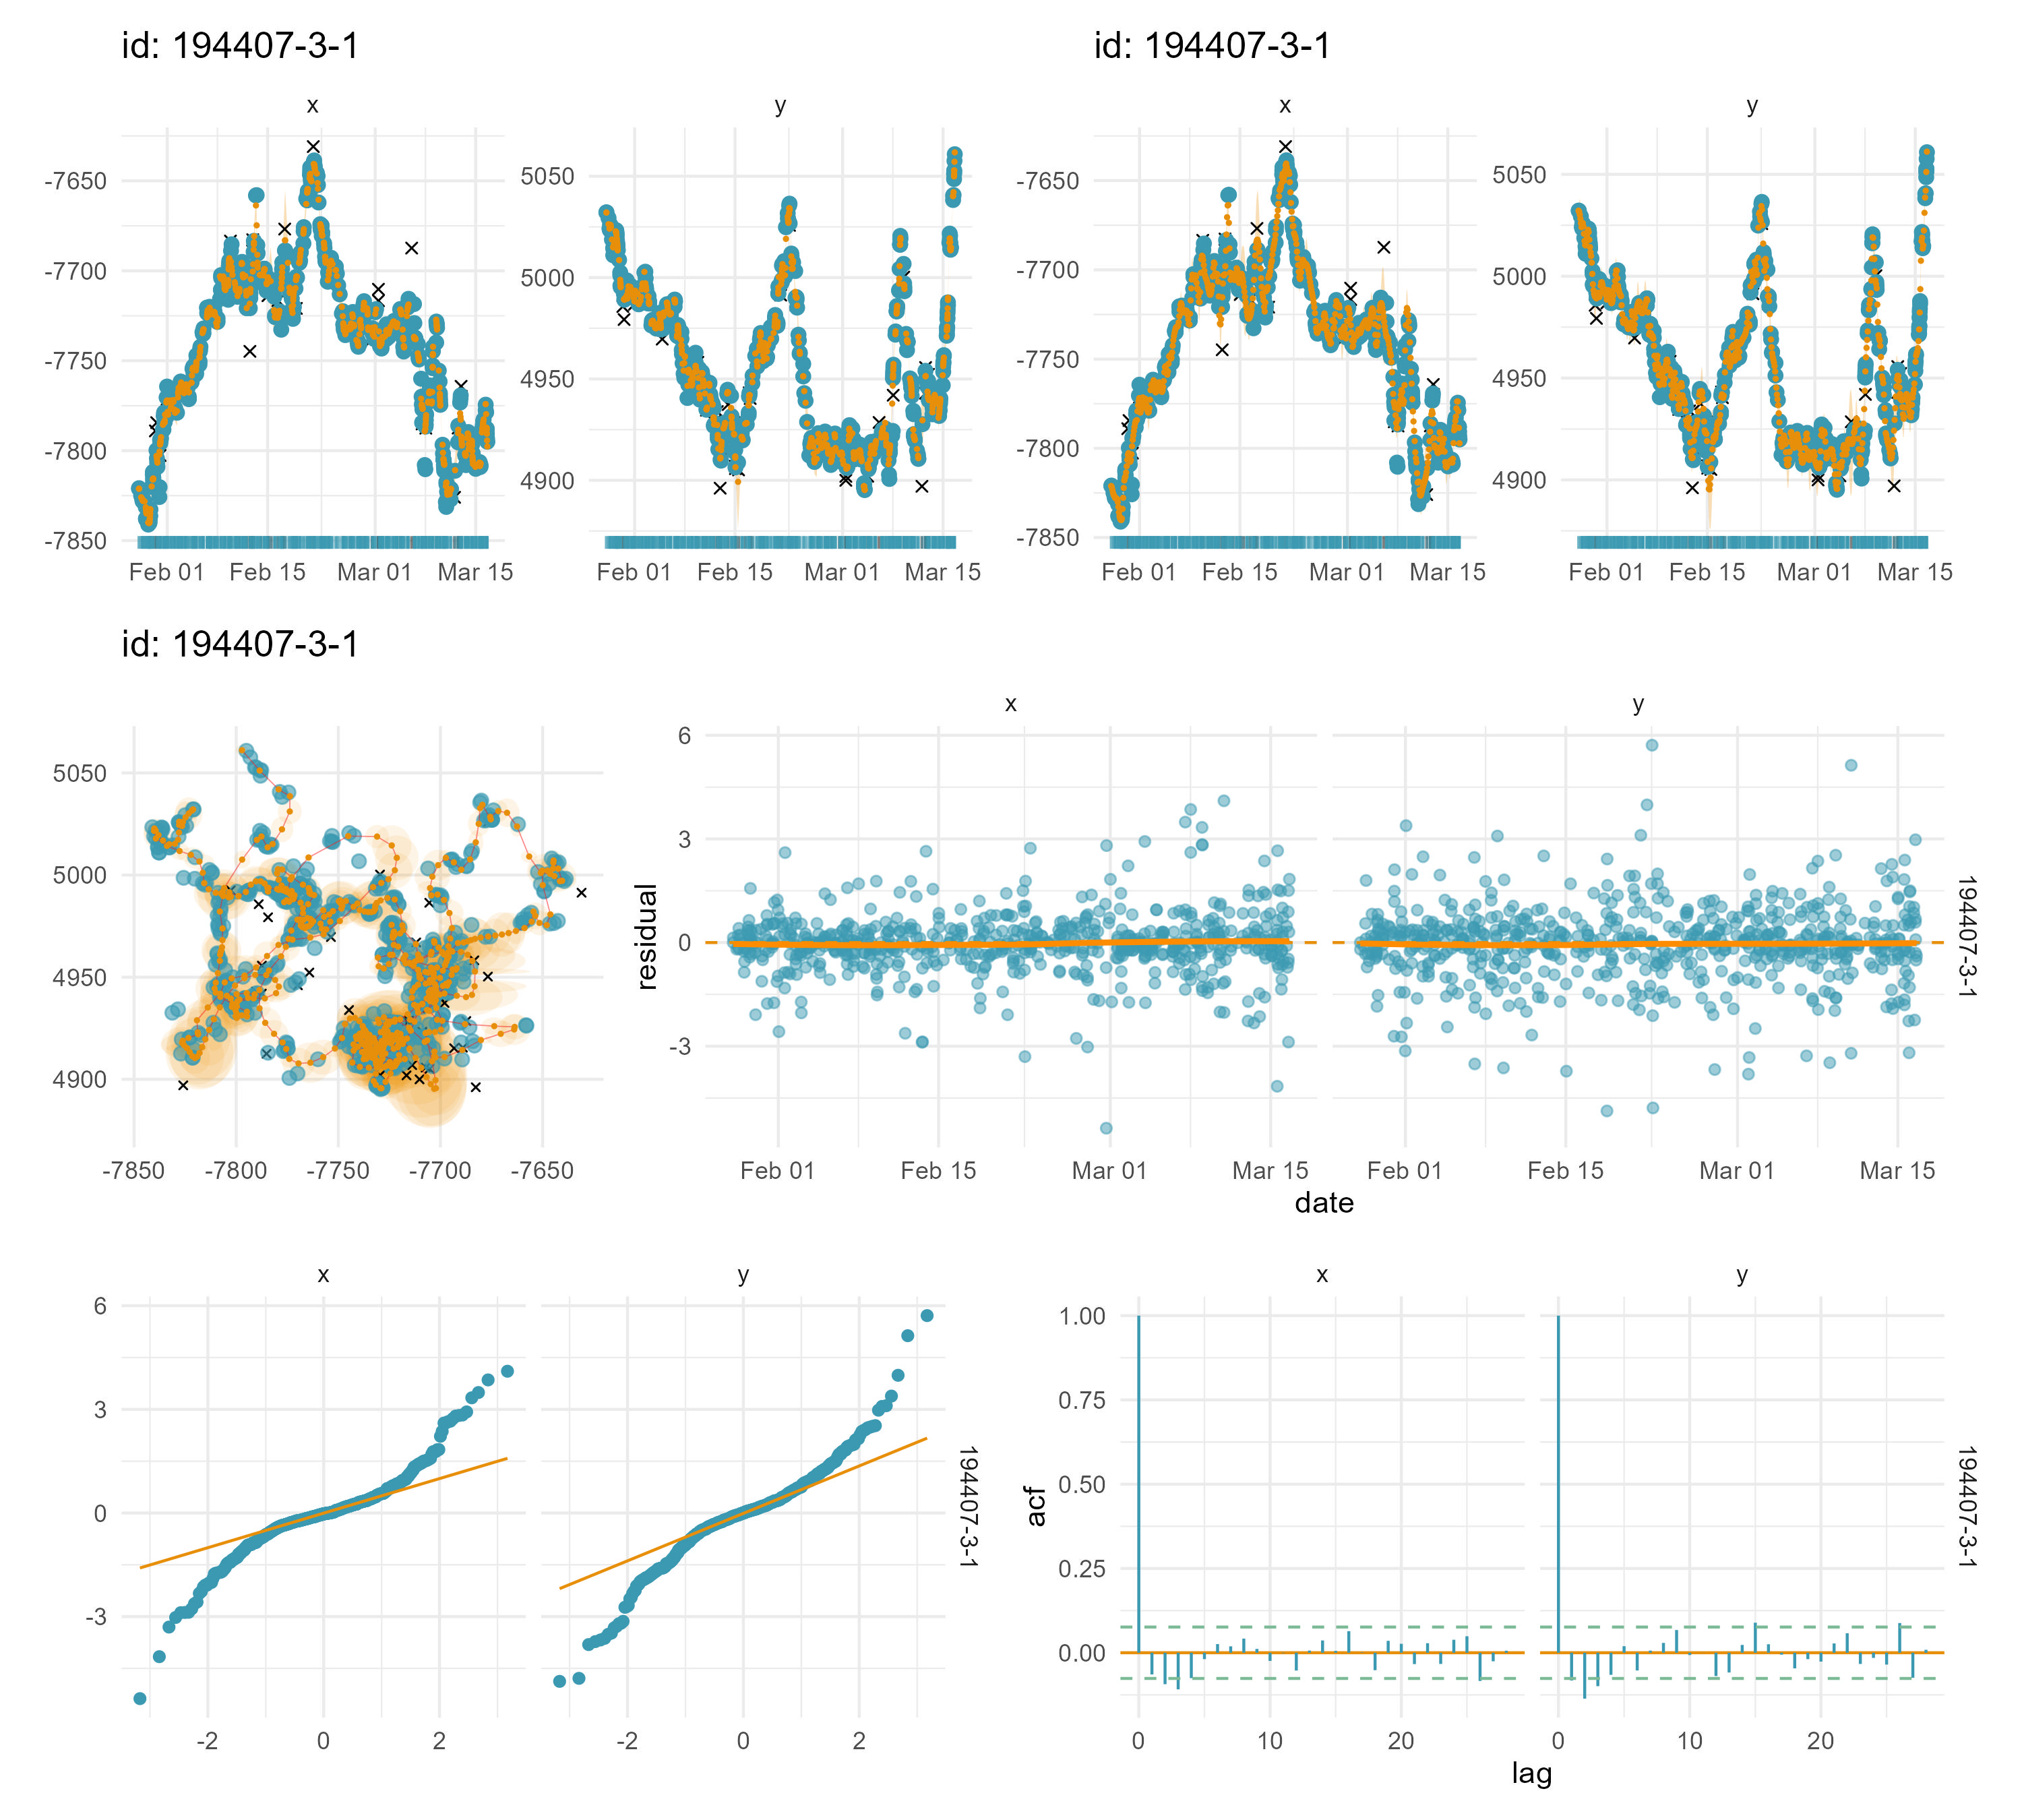 id: 194407-3-1
id: 194407-3-1
x
y
x
y
-7650
-7700
-7750
-7800
-7850
5050
5000
4950
4900
-7650
-7700
-7750
-7800
-7850
5050
5000
4950
4900
Feb 01
Feb 15
Mar 01
Mar 15
Feb 01
Feb 15
Mar 01
Mar 15
Feb 01
Feb 15
Mar 01
Mar 15
Feb 01
Feb 15
Mar 01
Mar 15
id: 194407-3-1
5050
5000
4950
4900
-7850
-7800
-7750
-7700
-7650
x
y
residual
6
3
0
-3
194407-3-1
Feb 01
Feb 15
Mar 01
Mar 15
Feb 01
Feb 15
Mar 01
Mar 15
date
x
y
6
3
0
-3
194407-3-1
-2
0
2
-2
0
2
x
y
acf
1.00
0.75
0.50
0.25
0.00
194407-3-1
0
10
20
0
10
20
lag